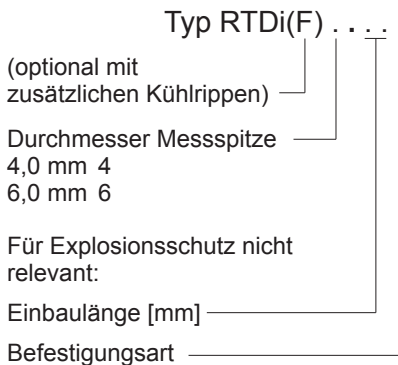 Typ RTDi(F) . . . .
(optional mit
zusätzlichen Kühlrippen)
Durchmesser Messspitze
4,0 mm 4
6,0 mm 6
Für Explosionsschutz nicht
relevant:
Einbaulänge [mm]
Befestigungsart